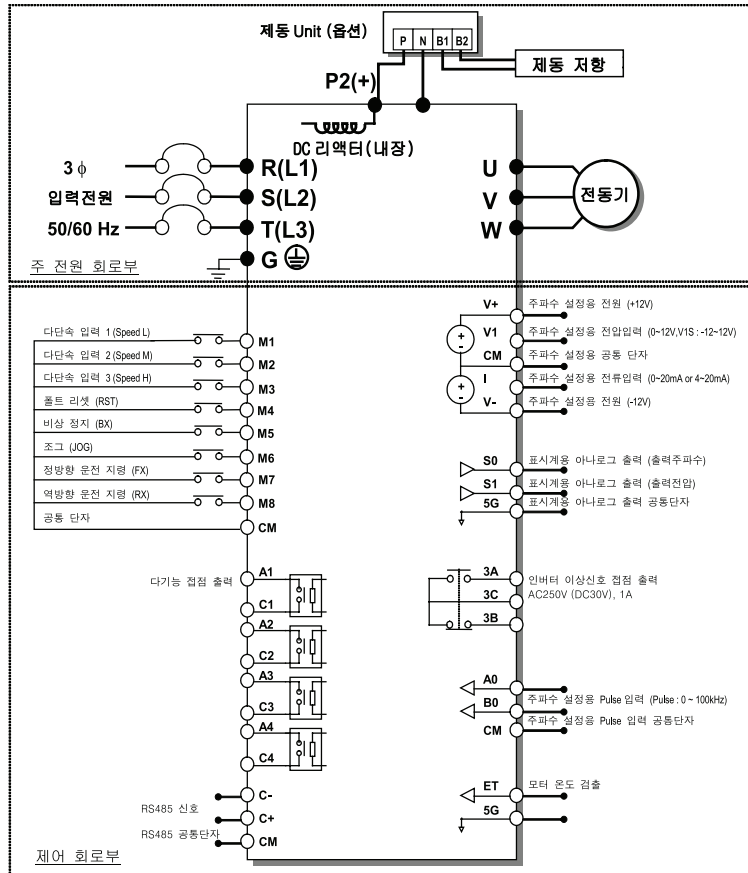 제동 Unit (옵션)
P N B1 B2
제동 저항
P2(+)
DC 리액터(내장)
3 ϕ
입력전원
50/60 Hz
R(L1)
S(L2)
T(L3)
G
U
V
W
전동기
주 전원 회로부
다단속 입력 1 (Speed L)
M1
다단속 입력 2 (Speed M)
M2
다단속 입력 3 (Speed H)
M3
폴트 리셋 (RST)
M4
비상 정지 (BX)
M5
조그 (JOG)
M6
정방향 운전 지령 (FX)
M7
역방향 운전 지령 (RX)
M8
공통 단자
CM
다기능 접점 출력
A1
C1
A2
C2
A3
C3
A4
C4
C-
RS485 신호
C+
RS485 공통단자
CM
제어 회로부
V+ 주파수 설정용 전원 (+12V)
+
-
V1 주파수 설정용 전압입력 (0~12V,V1S : -12~12V)
CM 주파수 설정용 공통 단자
+
-
I 주파수 설정용 전류입력 (0~20mA or 4~20mA)
V- 주파수 설정용 전원 (-12V)
S0 표시계용 아나로그 출력 (출력주파수)
S1 표시계용 아나로그 출력 (출력전압)
5G 표시계용 아나로그 출력 공통단자
3A 인버터 이상신호 접점 출력
3C AC250V (DC30V), 1A
3B
A0
주파수 설정용 Pulse 입력 (Pulse : 0 ~ 100kHz)
B0
주파수 설정용 Pulse 입력 공통단자
CM
ET 모터 온도 검출
5G